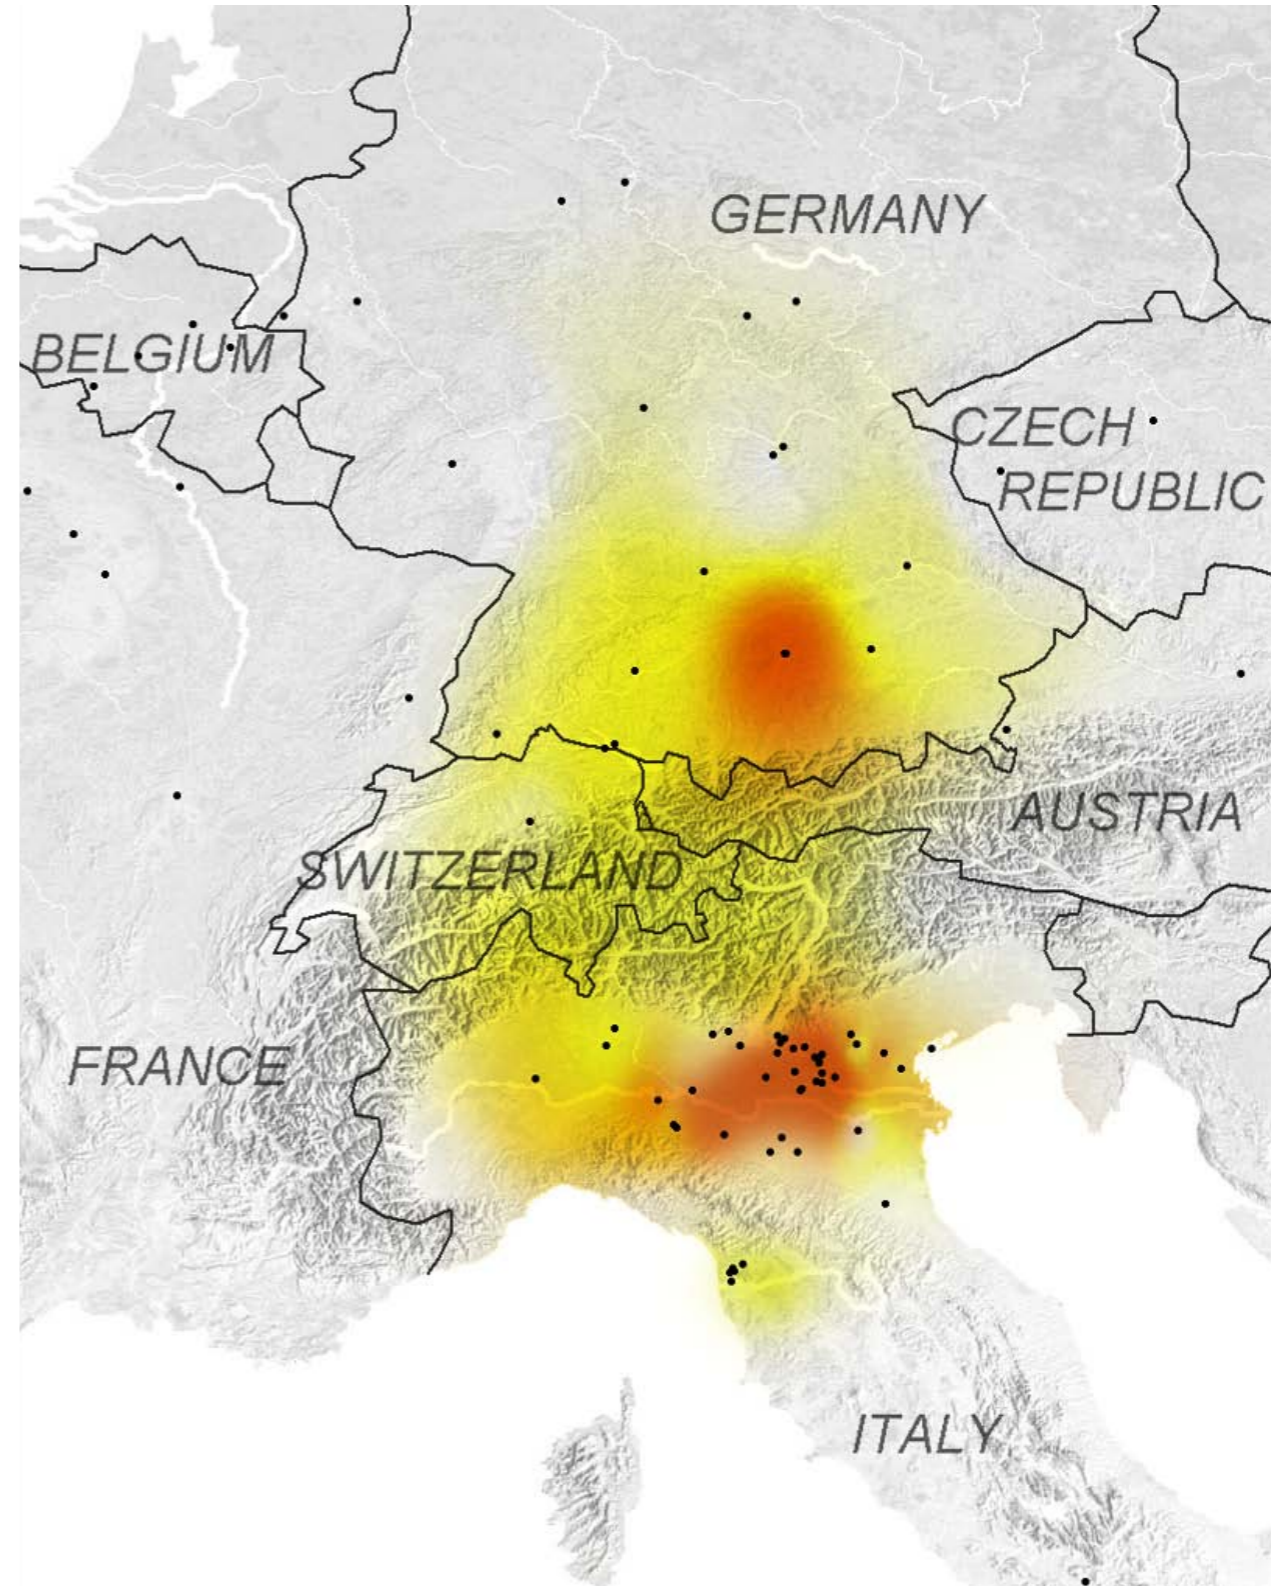 GERMANY
BELGIUM
CZECH
REPUBLIC
AUSTRIA
SWITZERLAND
FRANCE
ITALY